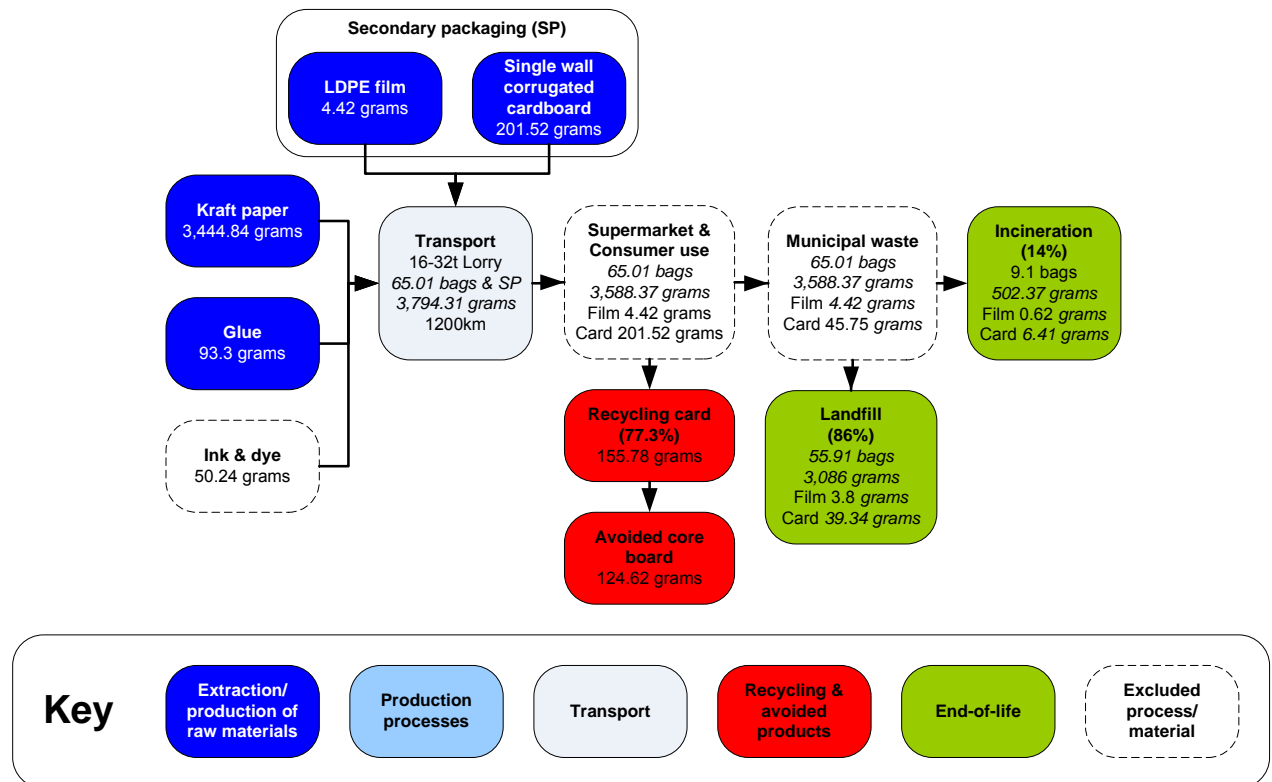 Secondary packaging (SP)
LDPE film
4.42 grams
Single wall
corrugated
cardboard
201.52 grams
Kraft paper
3,444.84 grams
Glue
93.3 grams
Ink & dye
50.24 grams
Transport
16-32t Lorry
65.01 bags & SP
3,794.31 grams
1200km
Supermarket &
Consumer use
65.01 bags
3,588.37 grams
Film 4.42 grams
Card 201.52 grams
Municipal waste
65.01 bags
3,588.37 grams
Film 4.42 grams
Card 45.75 grams
Incineration
(14%)
9.1 bags
502.37 grams
Film 0.62 grams
Card 6.41 grams
Recycling card
(77.3%)
155.78 grams
Landfill
(86%)
55.91 bags
3,086 grams
Film 3.8 grams
Card 39.34 grams
Avoided core
board
124.62 grams
Key
Extraction/
production of
raw materials
Production
processes
Transport
Recycling &
avoided
products
End-of-life
Excluded
process/
material